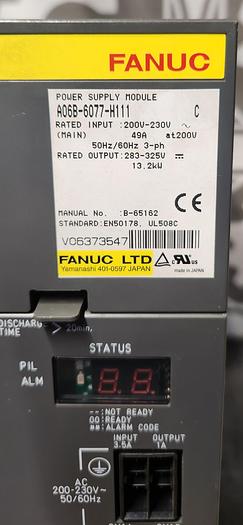 FANUC
POWER SUPPLY MODULE
A06B-6077-H111 C
RATED INPUT :200V-230V ~
(MAIN) 49A at200V
50Hz/60Hz 3-ph
RATED OUTPUT:283-325V ⎓
13.2kW
CE
MANUAL No. :B-65162
STANDARD:EN50178, UL508C
V06373547
FANUC LTD
Yamanashi 401-0597 JAPAN
c UL US
MADE IN JAPAN
DISCHARGE > 20min.
TIME
STATUS
PIL
ALM
--:NOT READY
00:READY
##:ALARM CODE
INPUT OUTPUT
3.5A 1A
AC
200-230V~
50/60Hz